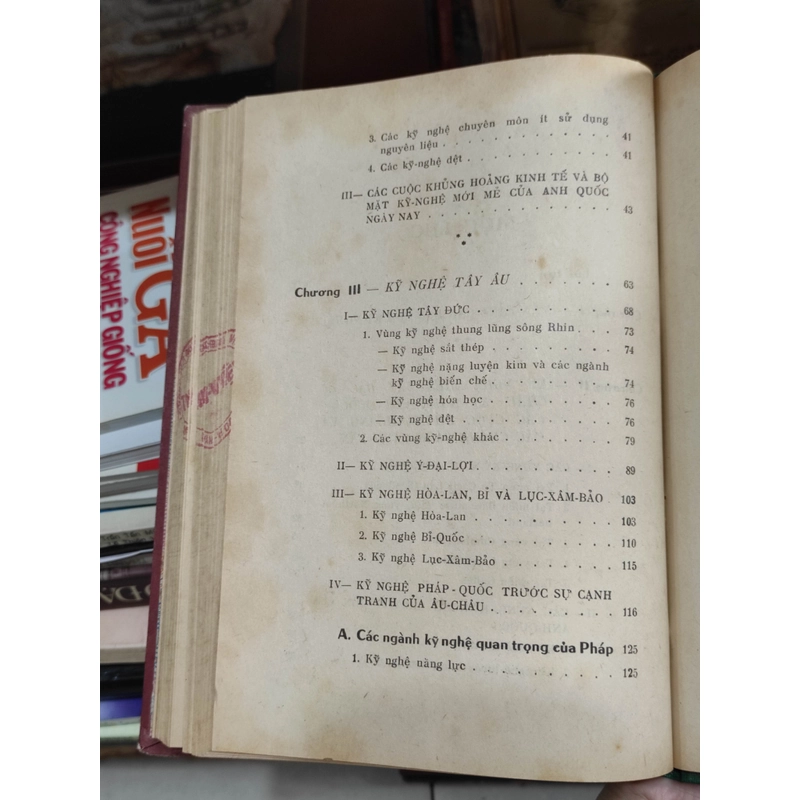 3. Các kỹ nghệ chuyên môn ít sử dụng
nguyên liệu . . . . . . . . . . . 41
4. Các kỹ-nghệ dệt . . . . . . . . . . 41
III— CÁC CUỘC KHỦNG HOẢNG KINH TẾ VÀ BỘ
MẶT KỸ-NGHỆ MỚI MẺ CỦA ANH QUỐC
NGÀY NAY . . . . . . . . . . . 43
Chương III — KỸ NGHỆ TÂY ÂU . . . . . . 63
I— KỸ NGHỆ TÂY ĐỨC . . . . . . . . . 68
1. Vùng kỹ nghệ thung lũng sông Rhin . . . 73
— Kỹ nghệ sắt thép . . . . . . . . 74
— Kỹ nghệ nặng luyện kim và các ngành
kỹ nghệ biến chế . . . . . . . . 74
— Kỹ nghệ hóa học . . . . . . . . 76
— Kỹ nghệ dệt . . . . . . . . . . 76
2. Các vùng kỹ-nghệ khác . . . . . . . 79
II— KỸ NGHỆ Ý-ĐẠI-LỢI . . . . . . . . . 89
III— KỸ NGHỆ HÒA-LAN, BỈ VÀ LỤC-XÂM-BẢO 103
1. Kỹ nghệ Hòa-Lan . . . . . . . . . 103
2. Kỹ nghệ Bỉ-Quốc . . . . . . . . . 110
3. Kỹ nghệ Lục-Xâm-Bảo . . . . . . . 115
IV— KỸ NGHỆ PHÁP-QUỐC TRƯỚC SỰ CẠNH
TRANH CỦA ÂU-CHÂU . . . . . . . . 116
A. Các ngành kỹ nghệ quan trọng của Pháp 125
1. Kỹ nghệ năng lực . . . . . . . . . 125
NUÔI GÀ
CÔNG NGHIỆP GIỐNG